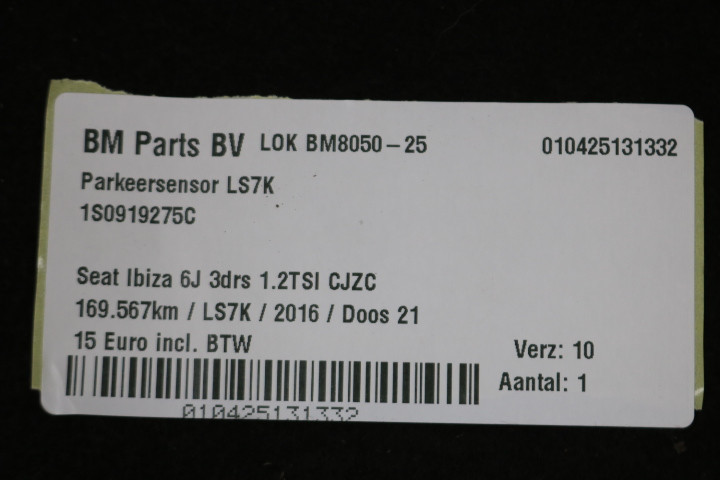 BM Parts BV LOK BM8050-25 010425131332
Parkeersensor LS7K
1S0919275C
Seat Ibiza 6J 3drs 1.2TSI CJZC
169.567km / LS7K / 2016 / Doos 21
15 Euro incl. BTW
Verz: 10
Aantal: 1
010425131332